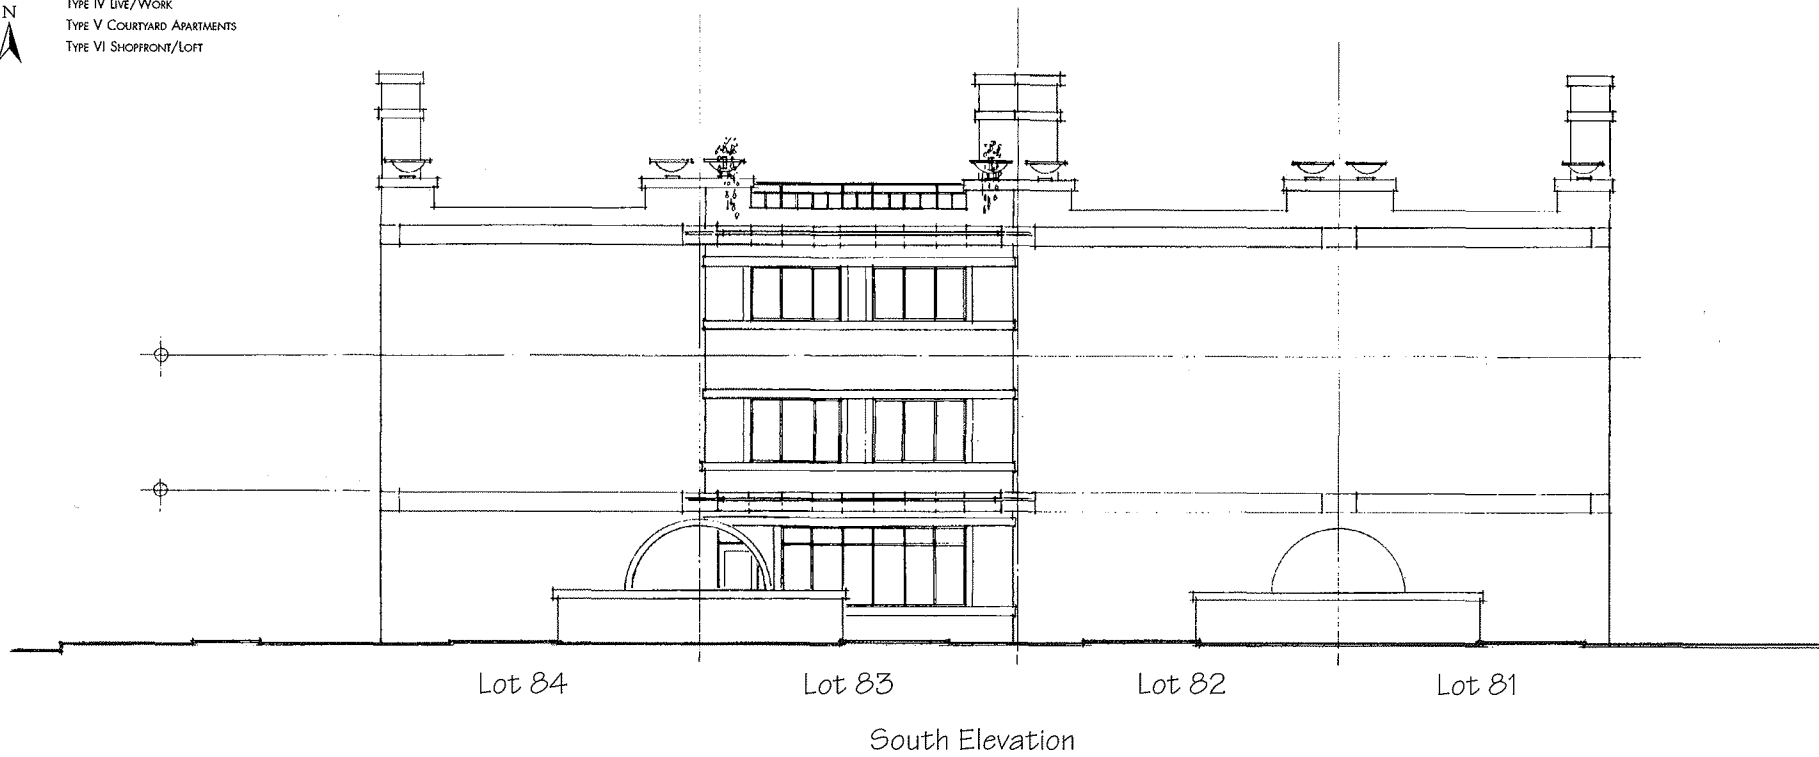 Type IV Live/Work
N
Type V Courtyard Apartments
Type VI Shopfront/Loft
Lot 84
Lot 83
Lot 82
Lot 81
South Elevation